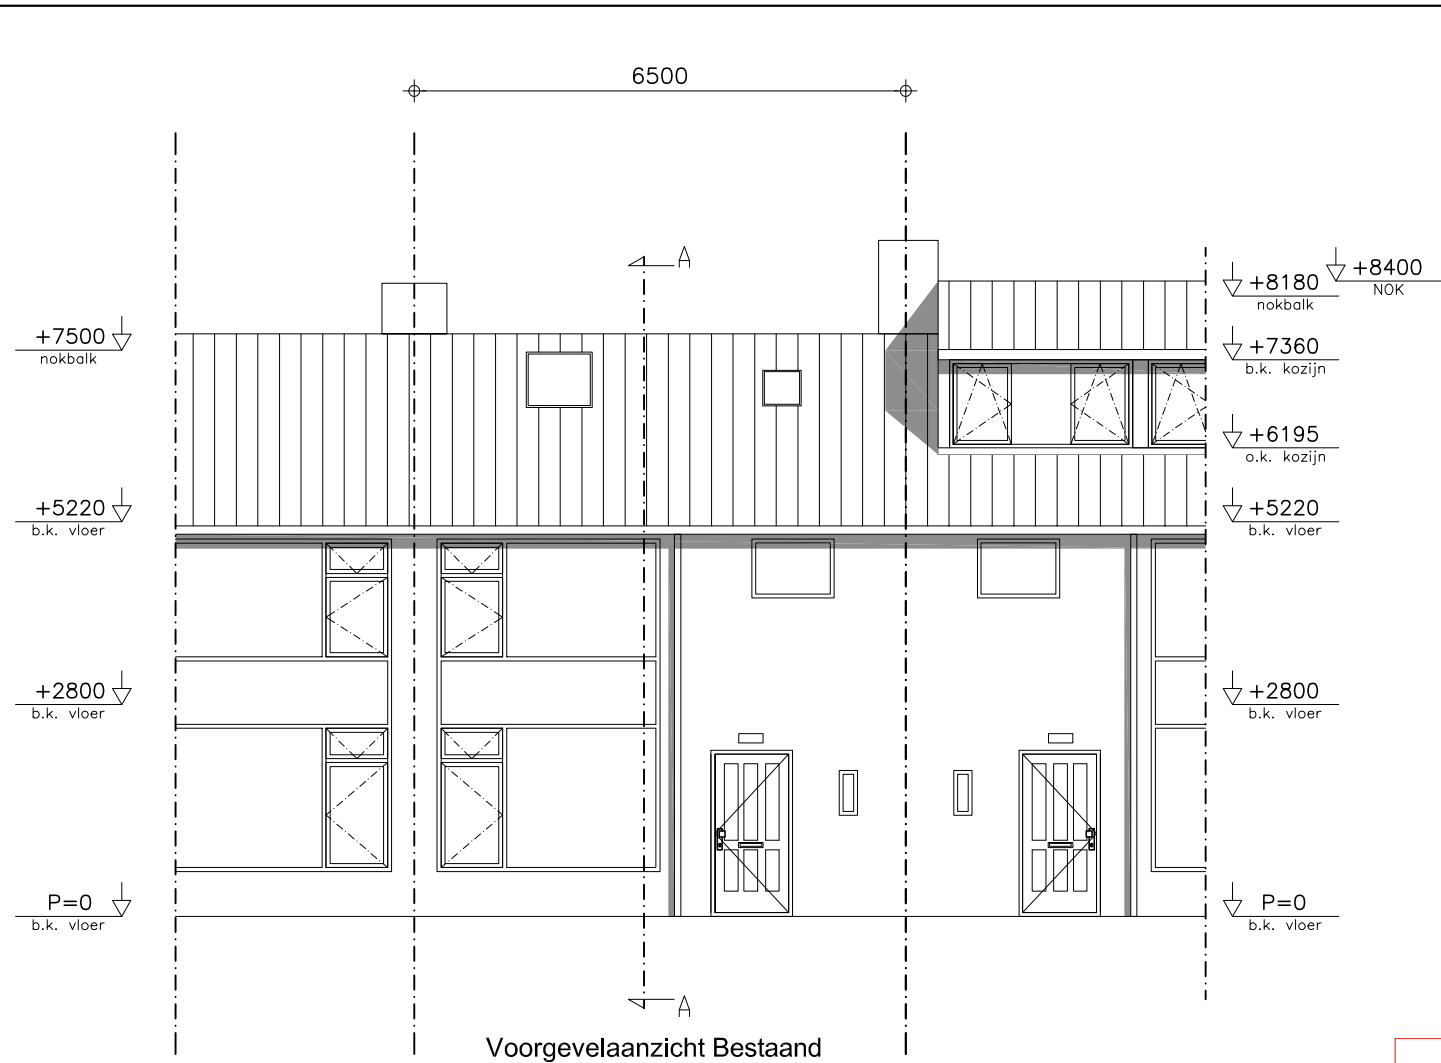 6500
A
+8180
nokbalk
+8400
NOK
+7500
nokbalk
+7360
b.k. kozijn
+6195
o.k. kozijn
+5220
b.k. vloer
+5220
b.k. vloer
+2800
b.k. vloer
+2800
b.k. vloer
P=0
b.k. vloer
P=0
b.k. vloer
A
Voorgevelaanzicht Bestaand